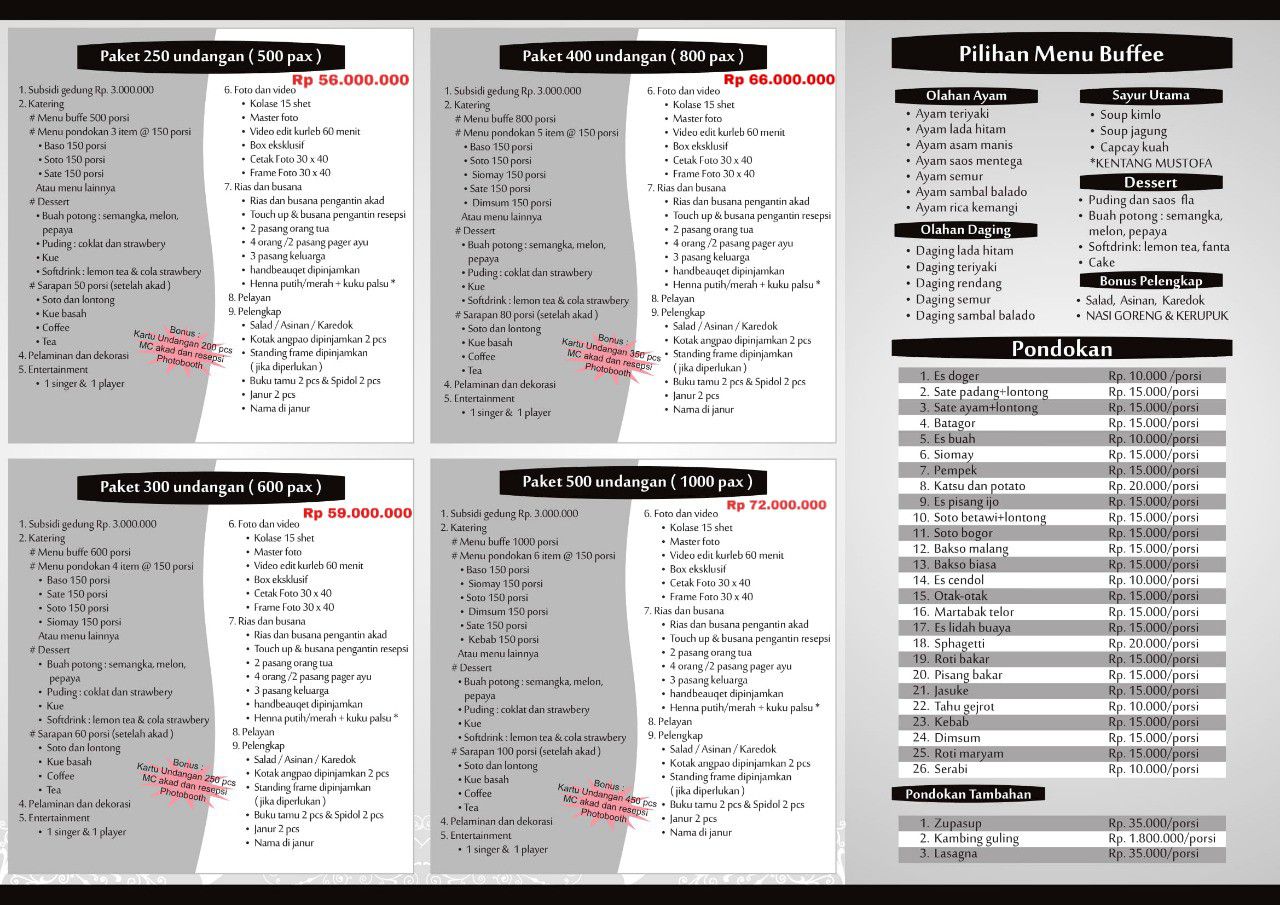 Paket 250 undangan ( 500 pax )
Rp 56.000.000
1. Subsidi gedung Rp. 3.000.000
2. Katering
# Menu buffe 500 porsi
# Menu pondokan 3 item @ 150 porsi
• Baso 150 porsi
• Soto 150 porsi
• Sate 150 porsi
Atau menu lainnya
# Dessert
• Buah potong : semangka, melon,
pepaya
• Puding : coklat dan strawbery
• Kue
• Softdrink : lemon tea & cola strawbery
# Sarapan 50 porsi (setelah akad )
• Soto dan lontong
• Kue basah
• Coffee
• Tea
4. Pelaminan dan dekorasi
5. Entertainment
• 1 singer & 1 player
Bonus :
Kartu Undangan 200 pcs
MC akad dan resepsi
Photobooth
6. Foto dan video
• Kolase 15 shet
• Master foto
• Video edit kurleb 60 menit
• Box eksklusif
• Cetak Foto 30 x 40
• Frame Foto 30 x 40
7. Rias dan busana
• Rias dan busana pengantin akad
• Touch up & busana pengantin resepsi
• 2 pasang orang tua
• 4 orang /2 pasang pager ayu
• 3 pasang keluarga
• handbeauqet dipinjamkan
• Henna putih/merah + kuku palsu *
8. Pelayan
9. Pelengkap
• Salad / Asinan / Karedok
• Kotak angpao dipinjamkan 2 pcs
• Standing frame dipinjamkan
( jika diperlukan )
• Buku tamu 2 pcs & Spidol 2 pcs
• Janur 2 pcs
• Nama di janur
Paket 400 undangan ( 800 pax )
Rp 66.000.000
1. Subsidi gedung Rp. 3.000.000
2. Katering
# Menu buffe 800 porsi
# Menu pondokan 5 item @ 150 porsi
• Baso 150 porsi
• Soto 150 porsi
• Siomay 150 porsi
• Sate 150 porsi
• Dimsum 150 porsi
Atau menu lainnya
# Dessert
• Buah potong : semangka, melon,
pepaya
• Puding : coklat dan strawbery
• Kue
• Softdrink : lemon tea & cola strawbery
# Sarapan 80 porsi (setelah akad )
• Soto dan lontong
• Kue basah
• Coffee
• Tea
4. Pelaminan dan dekorasi
5. Entertainment
• 1 singer & 1 player
Bonus :
Kartu Undangan 350 pcs
MC akad dan resepsi
Photobooth
6. Foto dan video
• Kolase 15 shet
• Master foto
• Video edit kurleb 60 menit
• Box eksklusif
• Cetak Foto 30 x 40
• Frame Foto 30 x 40
7. Rias dan busana
• Rias dan busana pengantin akad
• Touch up & busana pengantin resepsi
• 2 pasang orang tua
• 4 orang /2 pasang pager ayu
• 3 pasang keluarga
• handbeauqet dipinjamkan
• Henna putih/merah + kuku palsu *
8. Pelayan
9. Pelengkap
• Salad / Asinan / Karedok
• Kotak angpao dipinjamkan 2 pcs
• Standing frame dipinjamkan
( jika diperlukan )
• Buku tamu 2 pcs & Spidol 2 pcs
• Janur 2 pcs
• Nama di janur
Paket 300 undangan ( 600 pax )
Rp 59.000.000
1. Subsidi gedung Rp. 3.000.000
2. Katering
# Menu buffe 600 porsi
# Menu pondokan 4 item @ 150 porsi
• Baso 150 porsi
• Sate 150 porsi
• Soto 150 porsi
• Siomay 150 porsi
Atau menu lainnya
# Dessert
• Buah potong : semangka, melon,
pepaya
• Puding : coklat dan strawbery
• Kue
• Softdrink : lemon tea & cola strawbery
# Sarapan 60 porsi (setelah akad )
• Soto dan lontong
• Kue basah
• Coffee
• Tea
4. Pelaminan dan dekorasi
5. Entertainment
• 1 singer & 1 player
Bonus :
Kartu Undangan 250 pcs
MC akad dan resepsi
Photobooth
6. Foto dan video
• Kolase 15 shet
• Master foto
• Video edit kurleb 60 menit
• Box eksklusif
• Cetak Foto 30 x 40
• Frame Foto 30 x 40
7. Rias dan busana
• Rias dan busana pengantin akad
• Touch up & busana pengantin resepsi
• 2 pasang orang tua
• 4 orang /2 pasang pager ayu
• 3 pasang keluarga
• handbeauqet dipinjamkan
• Henna putih/merah + kuku palsu *
8. Pelayan
9. Pelengkap
• Salad / Asinan / Karedok
• Kotak angpao dipinjamkan 2 pcs
• Standing frame dipinjamkan
( jika diperlukan )
• Buku tamu 2 pcs & Spidol 2 pcs
• Janur 2 pcs
• Nama di janur
Paket 500 undangan ( 1000 pax )
Rp 72.000.000
1. Subsidi gedung Rp. 3.000.000
2. Katering
# Menu buffe 1000 porsi
# Menu pondokan 6 item @ 150 porsi
• Baso 150 porsi
• Siomay 150 porsi
• Soto 150 porsi
• Dimsum 150 porsi
• Sate 150 porsi
• Kebab 150 porsi
Atau menu lainnya
# Dessert
• Buah potong : semangka, melon,
pepaya
• Puding : coklat dan strawbery
• Kue
• Softdrink : lemon tea & cola strawbery
# Sarapan 100 porsi (setelah akad )
• Soto dan lontong
• Kue basah
• Coffee
• Tea
4. Pelaminan dan dekorasi
5. Entertainment
• 1 singer & 1 player
Bonus :
Kartu Undangan 450 pcs
MC akad dan resepsi
Photobooth
6. Foto dan video
• Kolase 15 shet
• Master foto
• Video edit kurleb 60 menit
• Box eksklusif
• Cetak Foto 30 x 40
• Frame Foto 30 x 40
7. Rias dan busana
• Rias dan busana pengantin akad
• Touch up & busana pengantin resepsi
• 2 pasang orang tua
• 4 orang /2 pasang pager ayu
• 3 pasang keluarga
• handbeauqet dipinjamkan
• Henna putih/merah + kuku palsu *
8. Pelayan
9. Pelengkap
• Salad / Asinan / Karedok
• Kotak angpao dipinjamkan 2 pcs
• Standing frame dipinjamkan
( jika diperlukan )
• Buku tamu 2 pcs & Spidol 2 pcs
• Janur 2 pcs
• Nama di janur
Pilihan Menu Buffee
Olahan Ayam
• Ayam teriyaki
• Ayam lada hitam
• Ayam asam manis
• Ayam saos mentega
• Ayam semur
• Ayam sambal balado
• Ayam rica kemangi
Olahan Daging
• Daging lada hitam
• Daging teriyaki
• Daging rendang
• Daging semur
• Daging sambal balado
Sayur Utama
• Soup kimlo
• Soup jagung
• Capcay kuah
*KENTANG MUSTOFA
Dessert
• Puding dan saos fla
• Buah potong : semangka,
melon, pepaya
• Softdrink: lemon tea, fanta
• Cake
Bonus Pelengkap
• Salad, Asinan, Karedok
• NASI GORENG & KERUPUK
Pondokan
1. Es doger Rp. 10.000 /porsi
2. Sate padang+lontong Rp. 15.000/porsi
3. Sate ayam+lontong Rp. 15.000/porsi
4. Batagor Rp. 15.000/porsi
5. Es buah Rp. 10.000/porsi
6. Siomay Rp. 15.000/porsi
7. Pempek Rp. 15.000/porsi
8. Katsu dan potato Rp. 20.000/porsi
9. Es pisang ijo Rp. 15.000/porsi
10. Soto betawi+lontong Rp. 15.000/porsi
11. Soto bogor Rp. 15.000/porsi
12. Bakso malang Rp. 15.000/porsi
13. Bakso biasa Rp. 15.000/porsi
14. Es cendol Rp. 10.000/porsi
15. Otak-otak Rp. 15.000/porsi
16. Martabak telor Rp. 15.000/porsi
17. Es lidah buaya Rp. 15.000/porsi
18. Sphagetti Rp. 20.000/porsi
19. Roti bakar Rp. 15.000/porsi
20. Pisang bakar Rp. 15.000/porsi
21. Jasuke Rp. 15.000/porsi
22. Tahu gejrot Rp. 10.000/porsi
23. Kebab Rp. 15.000/porsi
24. Dimsum Rp. 15.000/porsi
25. Roti maryam Rp. 15.000/porsi
26. Serabi Rp. 10.000/porsi
Pondokan Tambahan
1. Zupasup Rp. 35.000/porsi
2. Kambing guling Rp. 1.800.000/porsi
3. Lasagna Rp. 35.000/porsi